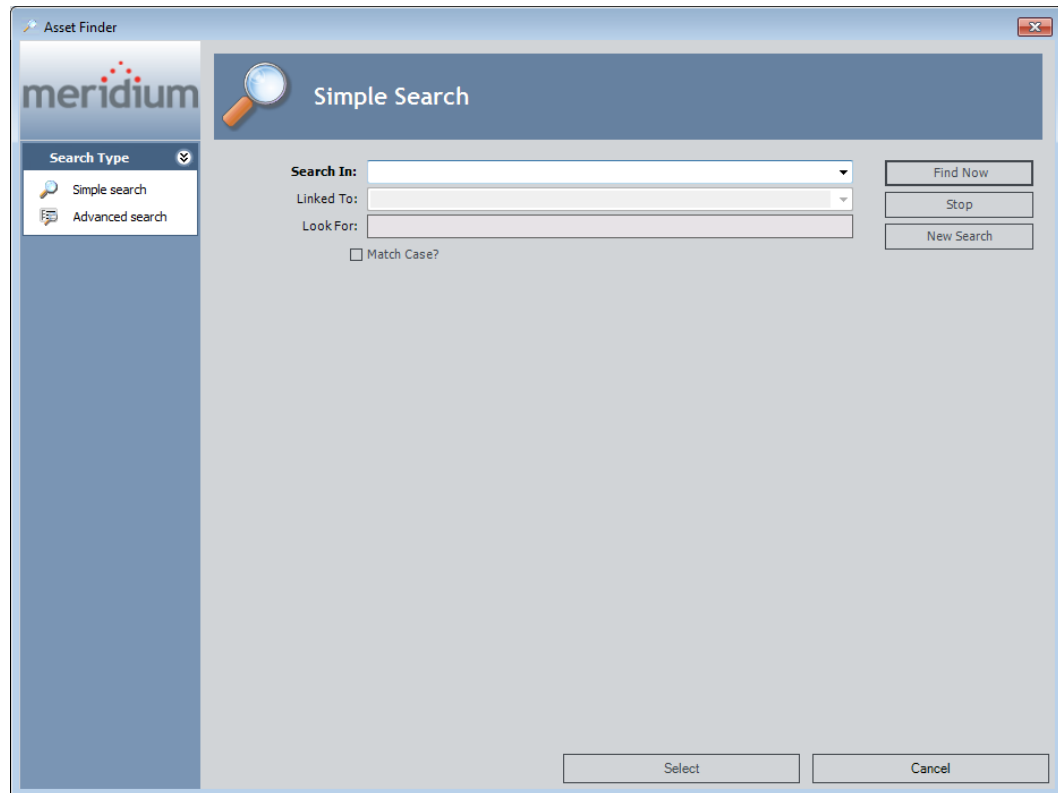 Asset Finder
meridium
Simple Search
Search Type
Simple search
Advanced search
Search In:
Find Now
Linked To:
Stop
Look For:
New Search
Match Case?
Select
Cancel